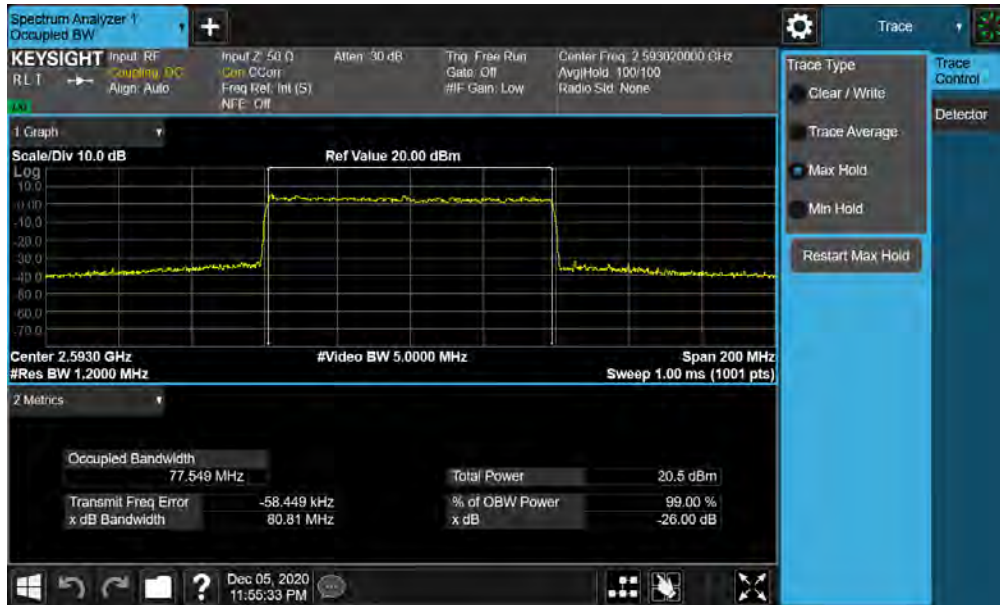 Spectrum Analyzer 1
Occupied BW
+
Trace
KEYSIGHT Input: RF Input Z: 50 Ω Atten: 30 dB Trig: Free Run Center Freq: 2.593020000 GHz
RLT Coupling: DC Corr CCorr Gate: Off Avg|Hold: 100/100
Align: Auto Freq Ref: Int (S) #IF Gain: Low Radio Std: None
NFE: Off
1 Graph
Scale/Div 10.0 dB Ref Value 20.00 dBm
Log
10.0
0.00
-10.0
-20.0
-30.0
-40.0
-50.0
-60.0
-70.0
Center 2.5930 GHz #Video BW 5.0000 MHz Span 200 MHz
#Res BW 1.2000 MHz Sweep 1.00 ms (1001 pts)
2 Metrics
Occupied Bandwidth
77.549 MHz Total Power 20.5 dBm
Transmit Freq Error -58.449 kHz % of OBW Power 99.00 %
x dB Bandwidth 80.81 MHz x dB -26.00 dB
Trace Type
Clear / Write
Trace Average
Max Hold
Min Hold
Restart Max Hold
Trace
Control
Detector
?
Dec 05, 2020
11:55:33 PM